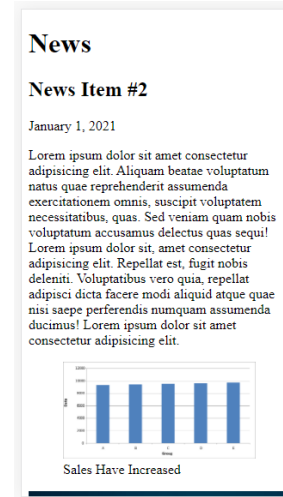 News
News Item #2
January 1, 2021
Lorem ipsum dolor sit amet consectetur
adipisicing elit. Aliquam beatae voluptatum
natus quae reprehenderit assumenda
exercitationem omnis, suscipit voluptatem
necessitatibus, quas. Sed veniam quam nobis
voluptatum accusamus delectus quas sequi!
Lorem ipsum dolor sit, amet consectetur
adipisicing elit. Repellat est, fugit nobis
deleniti. Voluptatibus vero quia, repellat
adipisci dicta facere modi aliquid atque quae
nisi saepe perferendis numquam assumenda
ducimus! Lorem ipsum dolor sit amet
consectetur adipisicing elit.
Sales Have Increased